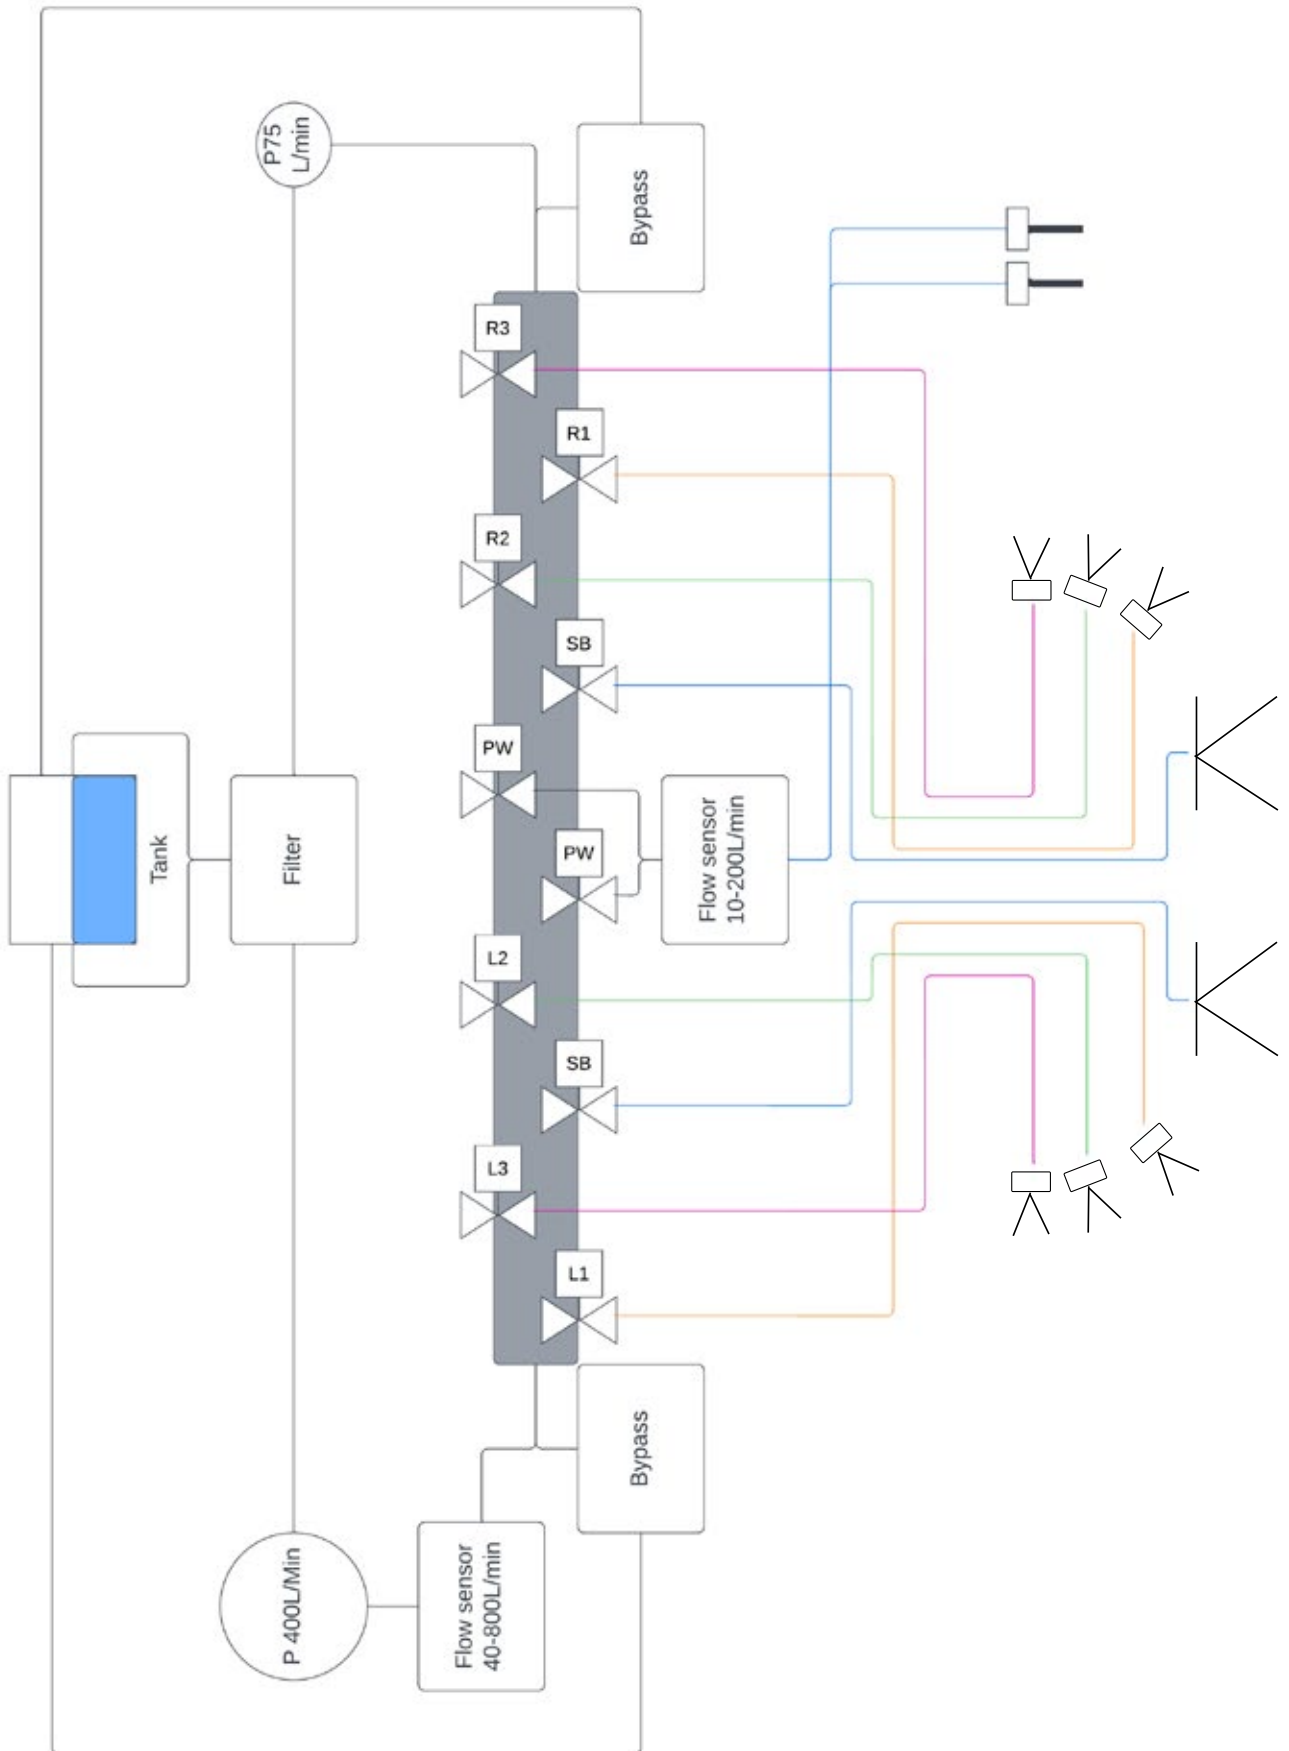 P75
L/min
Bypass
R3
R1
R2
SB
PW
Tank
Filter
PW
Flow sensor
10-200L/min
L2
SB
L3
L1
Bypass
P 400L/Min
Flow sensor
40-800L/min